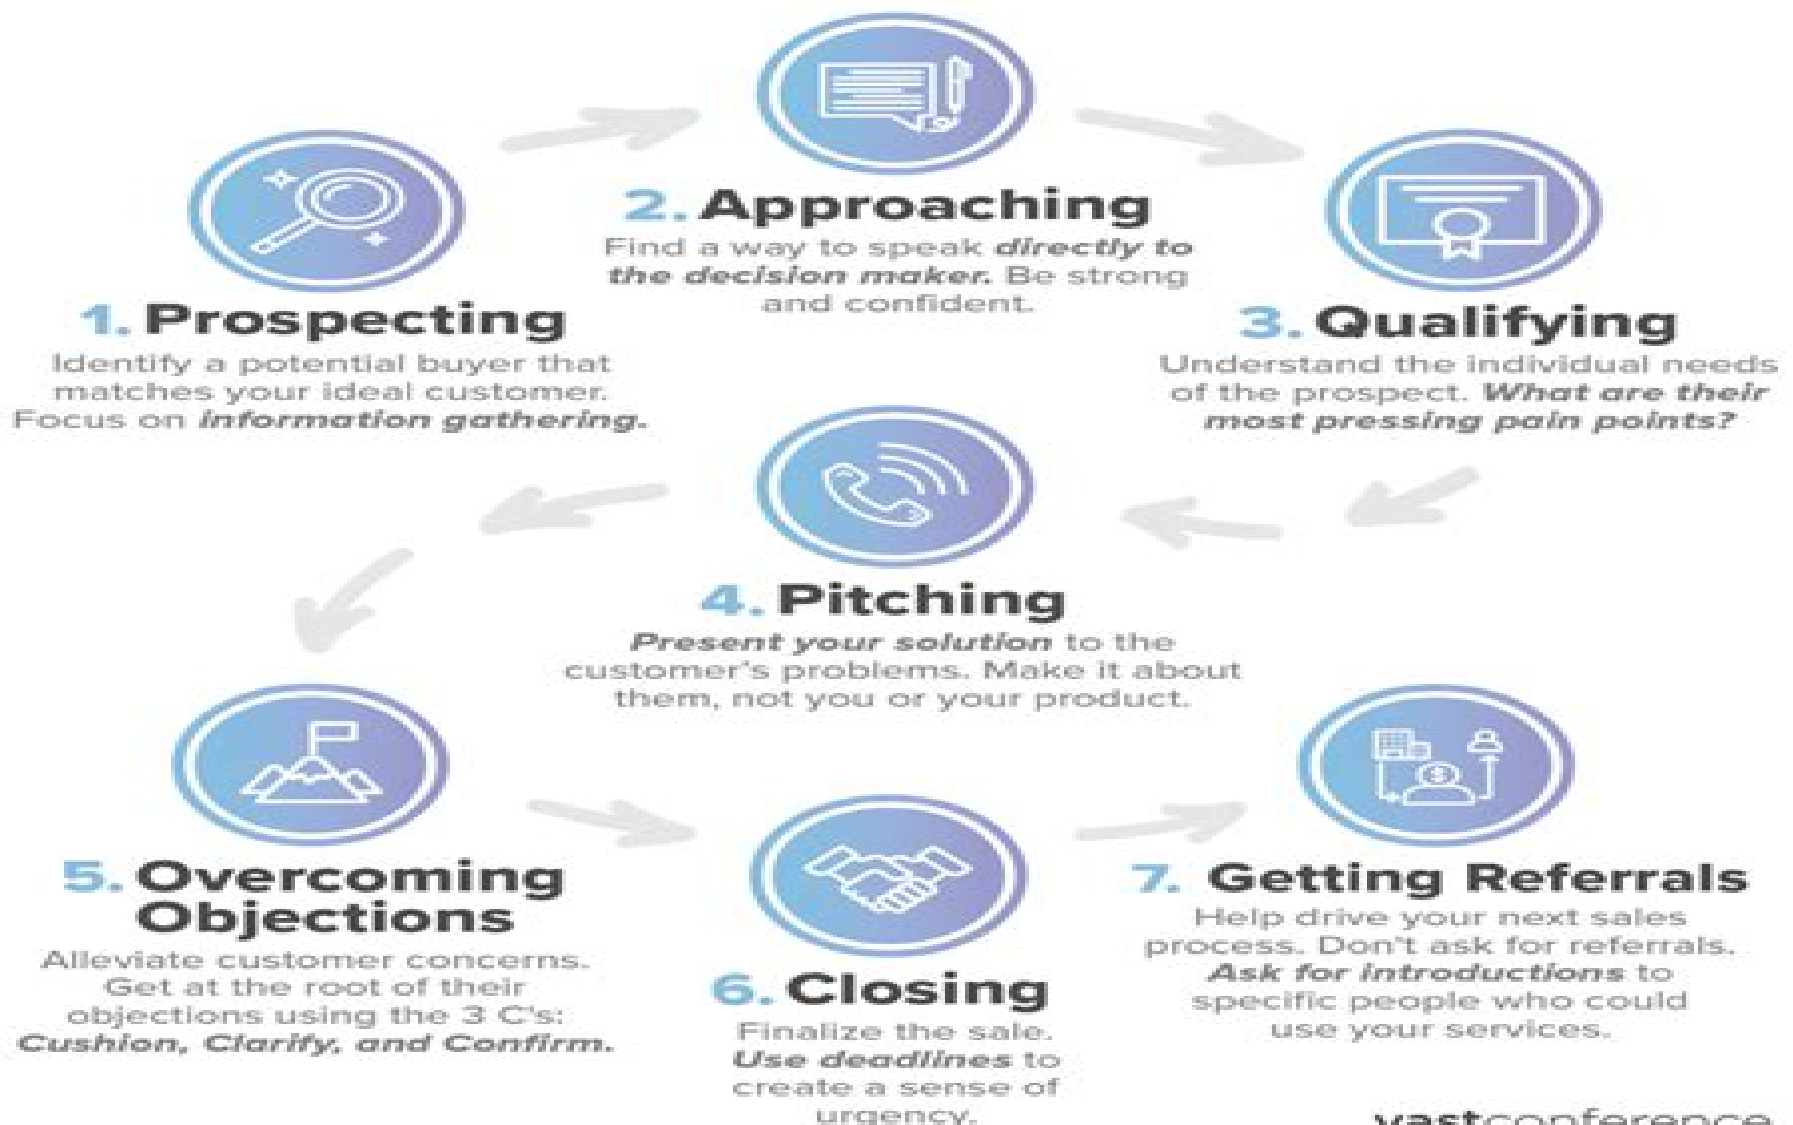 1. Prospecting
Identify a potential buyer that
matches your ideal customer.
Focus on information gathering.
2. Approaching
Find a way to speak directly to
the decision maker. Be strong
and confident.
3. Qualifying
Understand the individual needs
of the prospect. What are their
most pressing pain points?
4. Pitching
Present your solution to the
customer's problems. Make it about
them, not you or your product.
5. Overcoming
Objections
Alleviate customer concerns.
Get at the root of their
objections using the 3 C's:
Cushion, Clarify, and Confirm.
6. Closing
Finalize the sale.
Use deadlines to
create a sense of
urgency.
7. Getting Referrals
Help drive your next sales
process. Don't ask for referrals.
Ask for introductions to
specific people who could
use your services.
vastconference